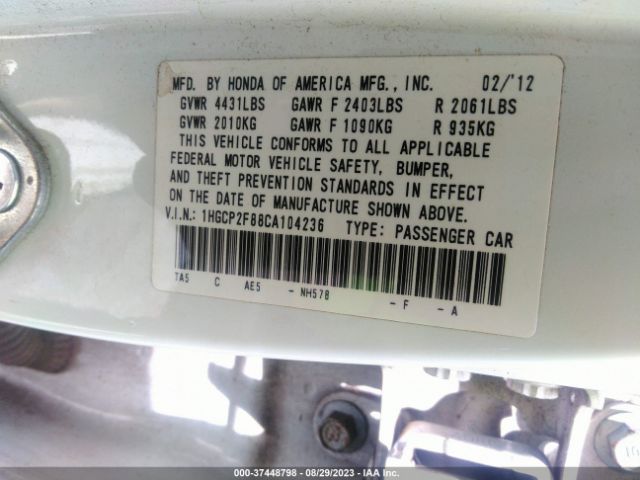 MFD. BY HONDA OF AMERICA MFG., INC. 02/'12
GVWR 4431LBS GAWR F 2403LBS R 2061LBS
GVWR 2010KG GAWR F 1090KG R 935KG
THIS VEHICLE CONFORMS TO ALL APPLICABLE
FEDERAL MOTOR VEHICLE SAFETY, BUMPER,
AND THEFT PREVENTION STANDARDS IN EFFECT
ON THE DATE OF MANUFACTURE SHOWN ABOVE.
V.I.N.: 1HGCP2F88CA104236 TYPE: PASSENGER CAR
TA5 C AE5 - NH578 - F - A
000-37448798 - 08/29/2023 - IAA Inc.